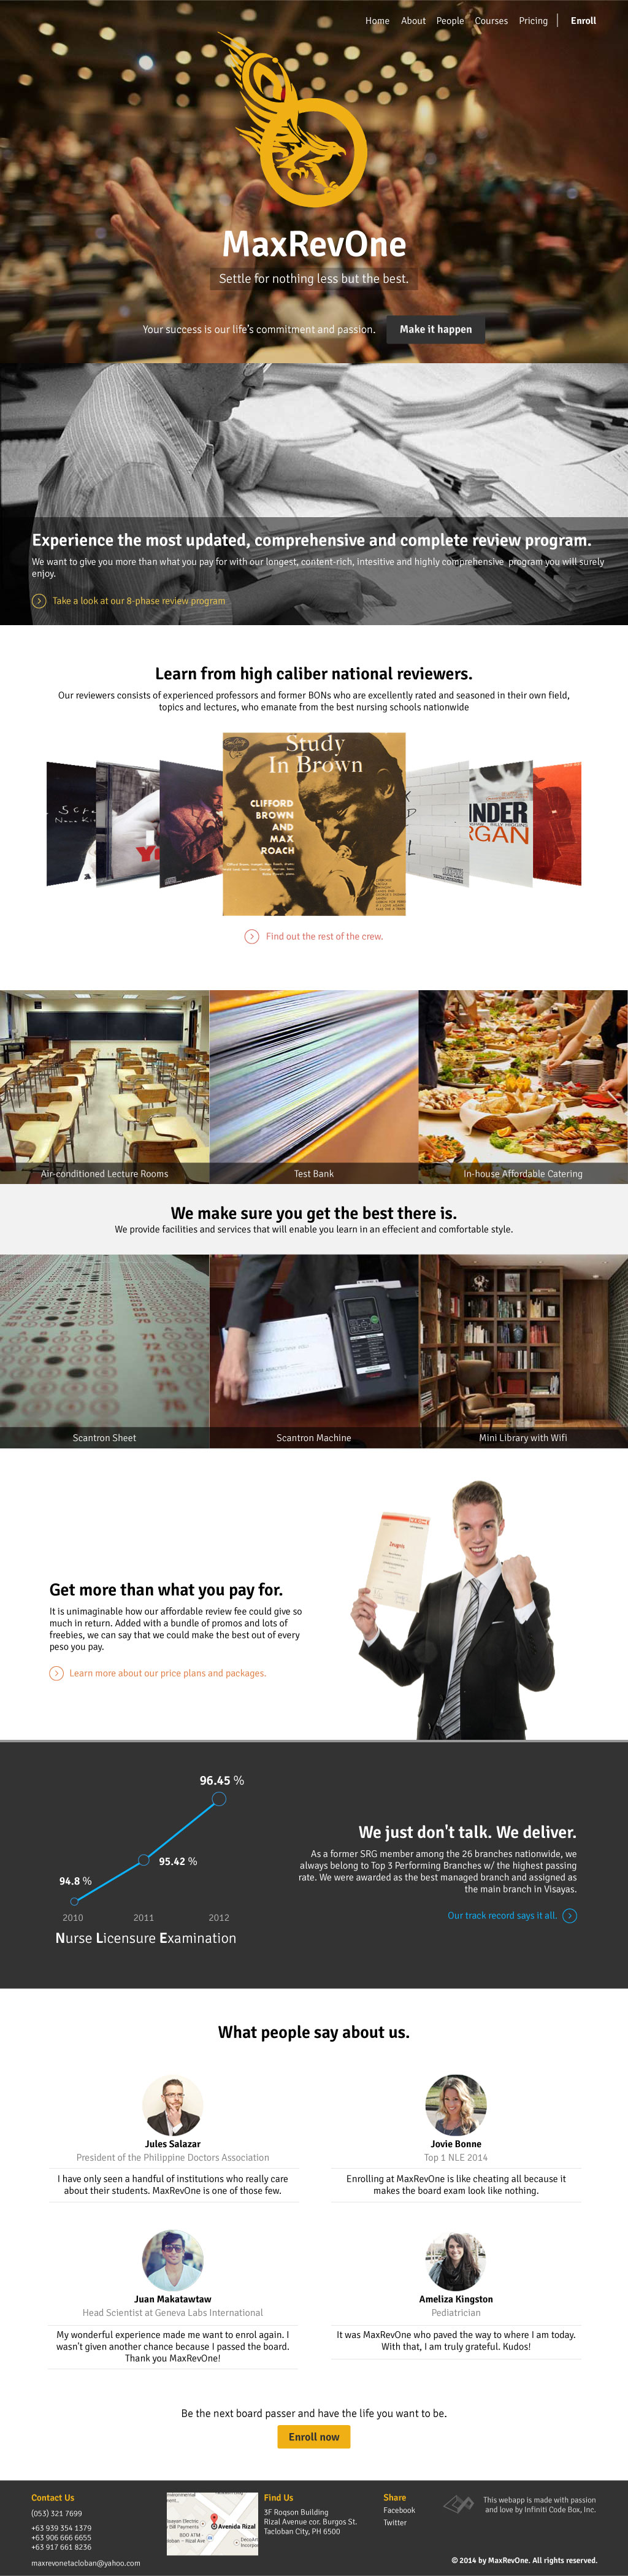 Home About People Courses Pricing Enroll
MaxRevOne
Settle for nothing less but the best.
Your success is our life's commitment and passion. Make it happen
Experience the most updated, comprehensive and complete review program.
We want to give you more than what you pay for with our longest, content-rich, intesitive and highly comprehensive program you will surely
enjoy.
Take a look at our 8-phase review program
Learn from high caliber national reviewers.
Our reviewers consists of experienced professors and former BONs who are excellently rated and seasoned in their own field,
topics and lectures, who emanate from the best nursing schools nationwide
Study
In Brown
CLIFFORD
BROWN
AND
MAX
ROACH
INDER
RGAN
Find out the rest of the crew.
Air-conditioned Lecture Rooms
Test Bank
In-house Affordable Catering
We make sure you get the best there is.
We provide facilities and services that will enable you learn in an effecient and comfortable style.
71
72
73
74
Scantron Sheet
Scantron Machine
Mini Library with Wifi
Get more than what you pay for.
It is unimaginable how our affordable review fee could give so
much in return. Added with a bundle of promos and lots of
freebies, we can say that we could make the best out of every
peso you pay.
Learn more about our price plans and packages.
Zeugnis
96.45 %
95.42 %
94.8 %
2010 2011 2012
Nurse Licensure Examination
We just don't talk. We deliver.
As a former SRG member among the 26 branches nationwide, we
always belong to Top 3 Performing Branches w/ the highest passing
rate. We were awarded as the best managed branch and assigned as
the main branch in Visayas.
Our track record says it all.
What people say about us.
Jules Salazar
President of the Philippine Doctors Association
I have only seen a handful of institutions who really care
about their students. MaxRevOne is one of those few.
Jovie Bonne
Top 1 NLE 2014
Enrolling at MaxRevOne is like cheating all because it
makes the board exam look like nothing.
Juan Makatawtaw
Head Scientist at Geneva Labs International
My wonderful experience made me want to enrol again. I
wasn't given another chance because I passed the board.
Thank you MaxRevOne!
Ameliza Kingston
Pediatrician
It was MaxRevOne who paved the way to where I am today.
With that, I am truly grateful. Kudos!
Be the next board passer and have the life you want to be.
Enroll now
Contact Us
(053) 321 7699
+63 939 354 1379
+63 906 666 6655
+63 917 661 8236
maxrevonetacloban@yahoo.com
Avenida Rizal
Find Us
3F Roqson Building
Rizal Avenue cor. Burgos St.
Tacloban City, PH 6500
Share
Facebook
Twitter
This webapp is made with passion
and love by Infiniti Code Box, Inc.
© 2014 by MaxRevOne. All rights reserved.